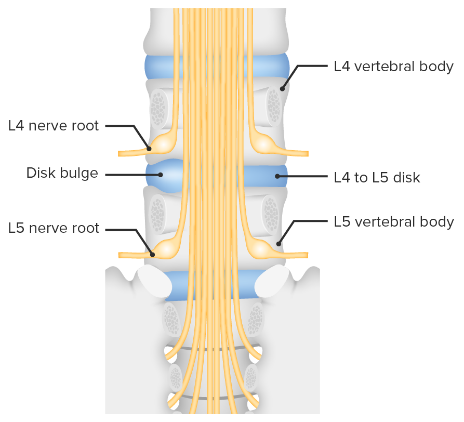 L4 vertebral body
L4 nerve root
Disk bulge
L4 to L5 disk
L5 vertebral body
L5 nerve root